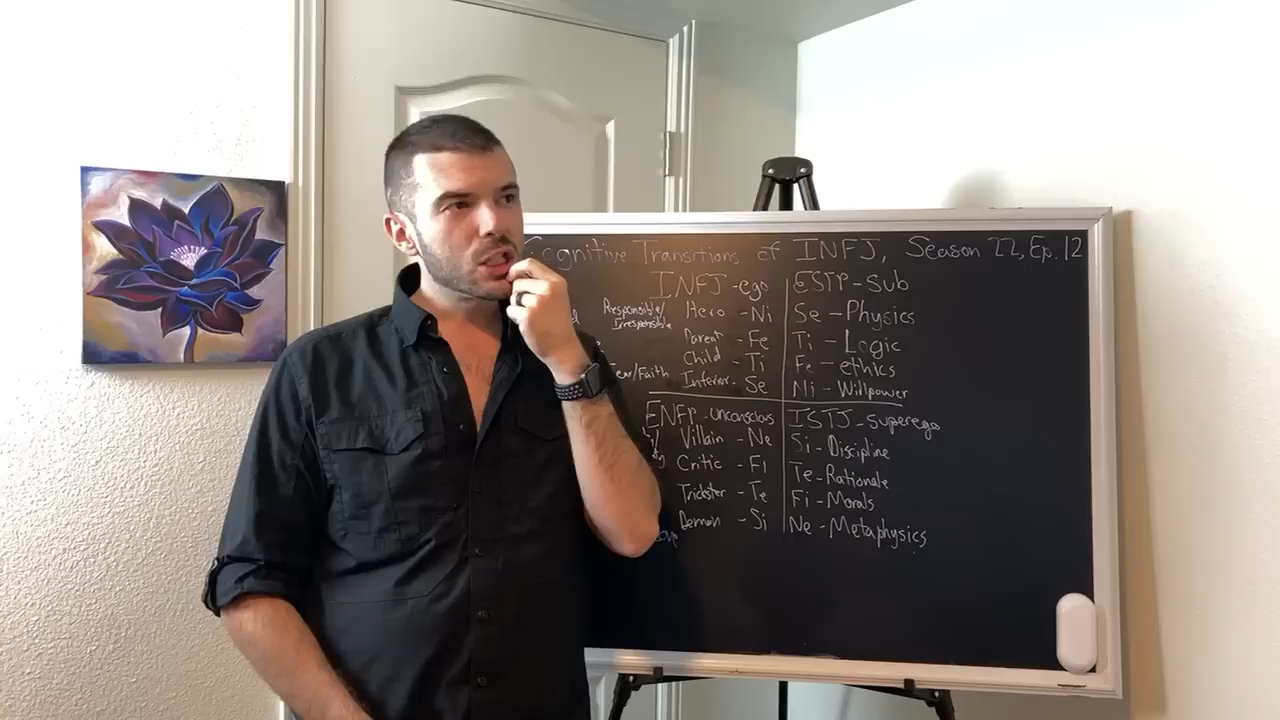 Cognitive Transitions of INFJ, Season 22, Ep. 12
INFJ - ego
Responsible/
Irresponsible
Hero - Ni
Parent - Fe
Child - Ti
Fear/Faith Inferior - Se
ESTP - Sub
Se - Physics
Ti - Logic
Fe - ethics
Ni - Willpower
ENFP - Unconscious
Villain - Ne
Critic - Fi
Trickster - Te
Demon - Si
ISTJ - Superego
Si - Discipline
Te - Rationale
Fi - Morals
Ne - Metaphysics